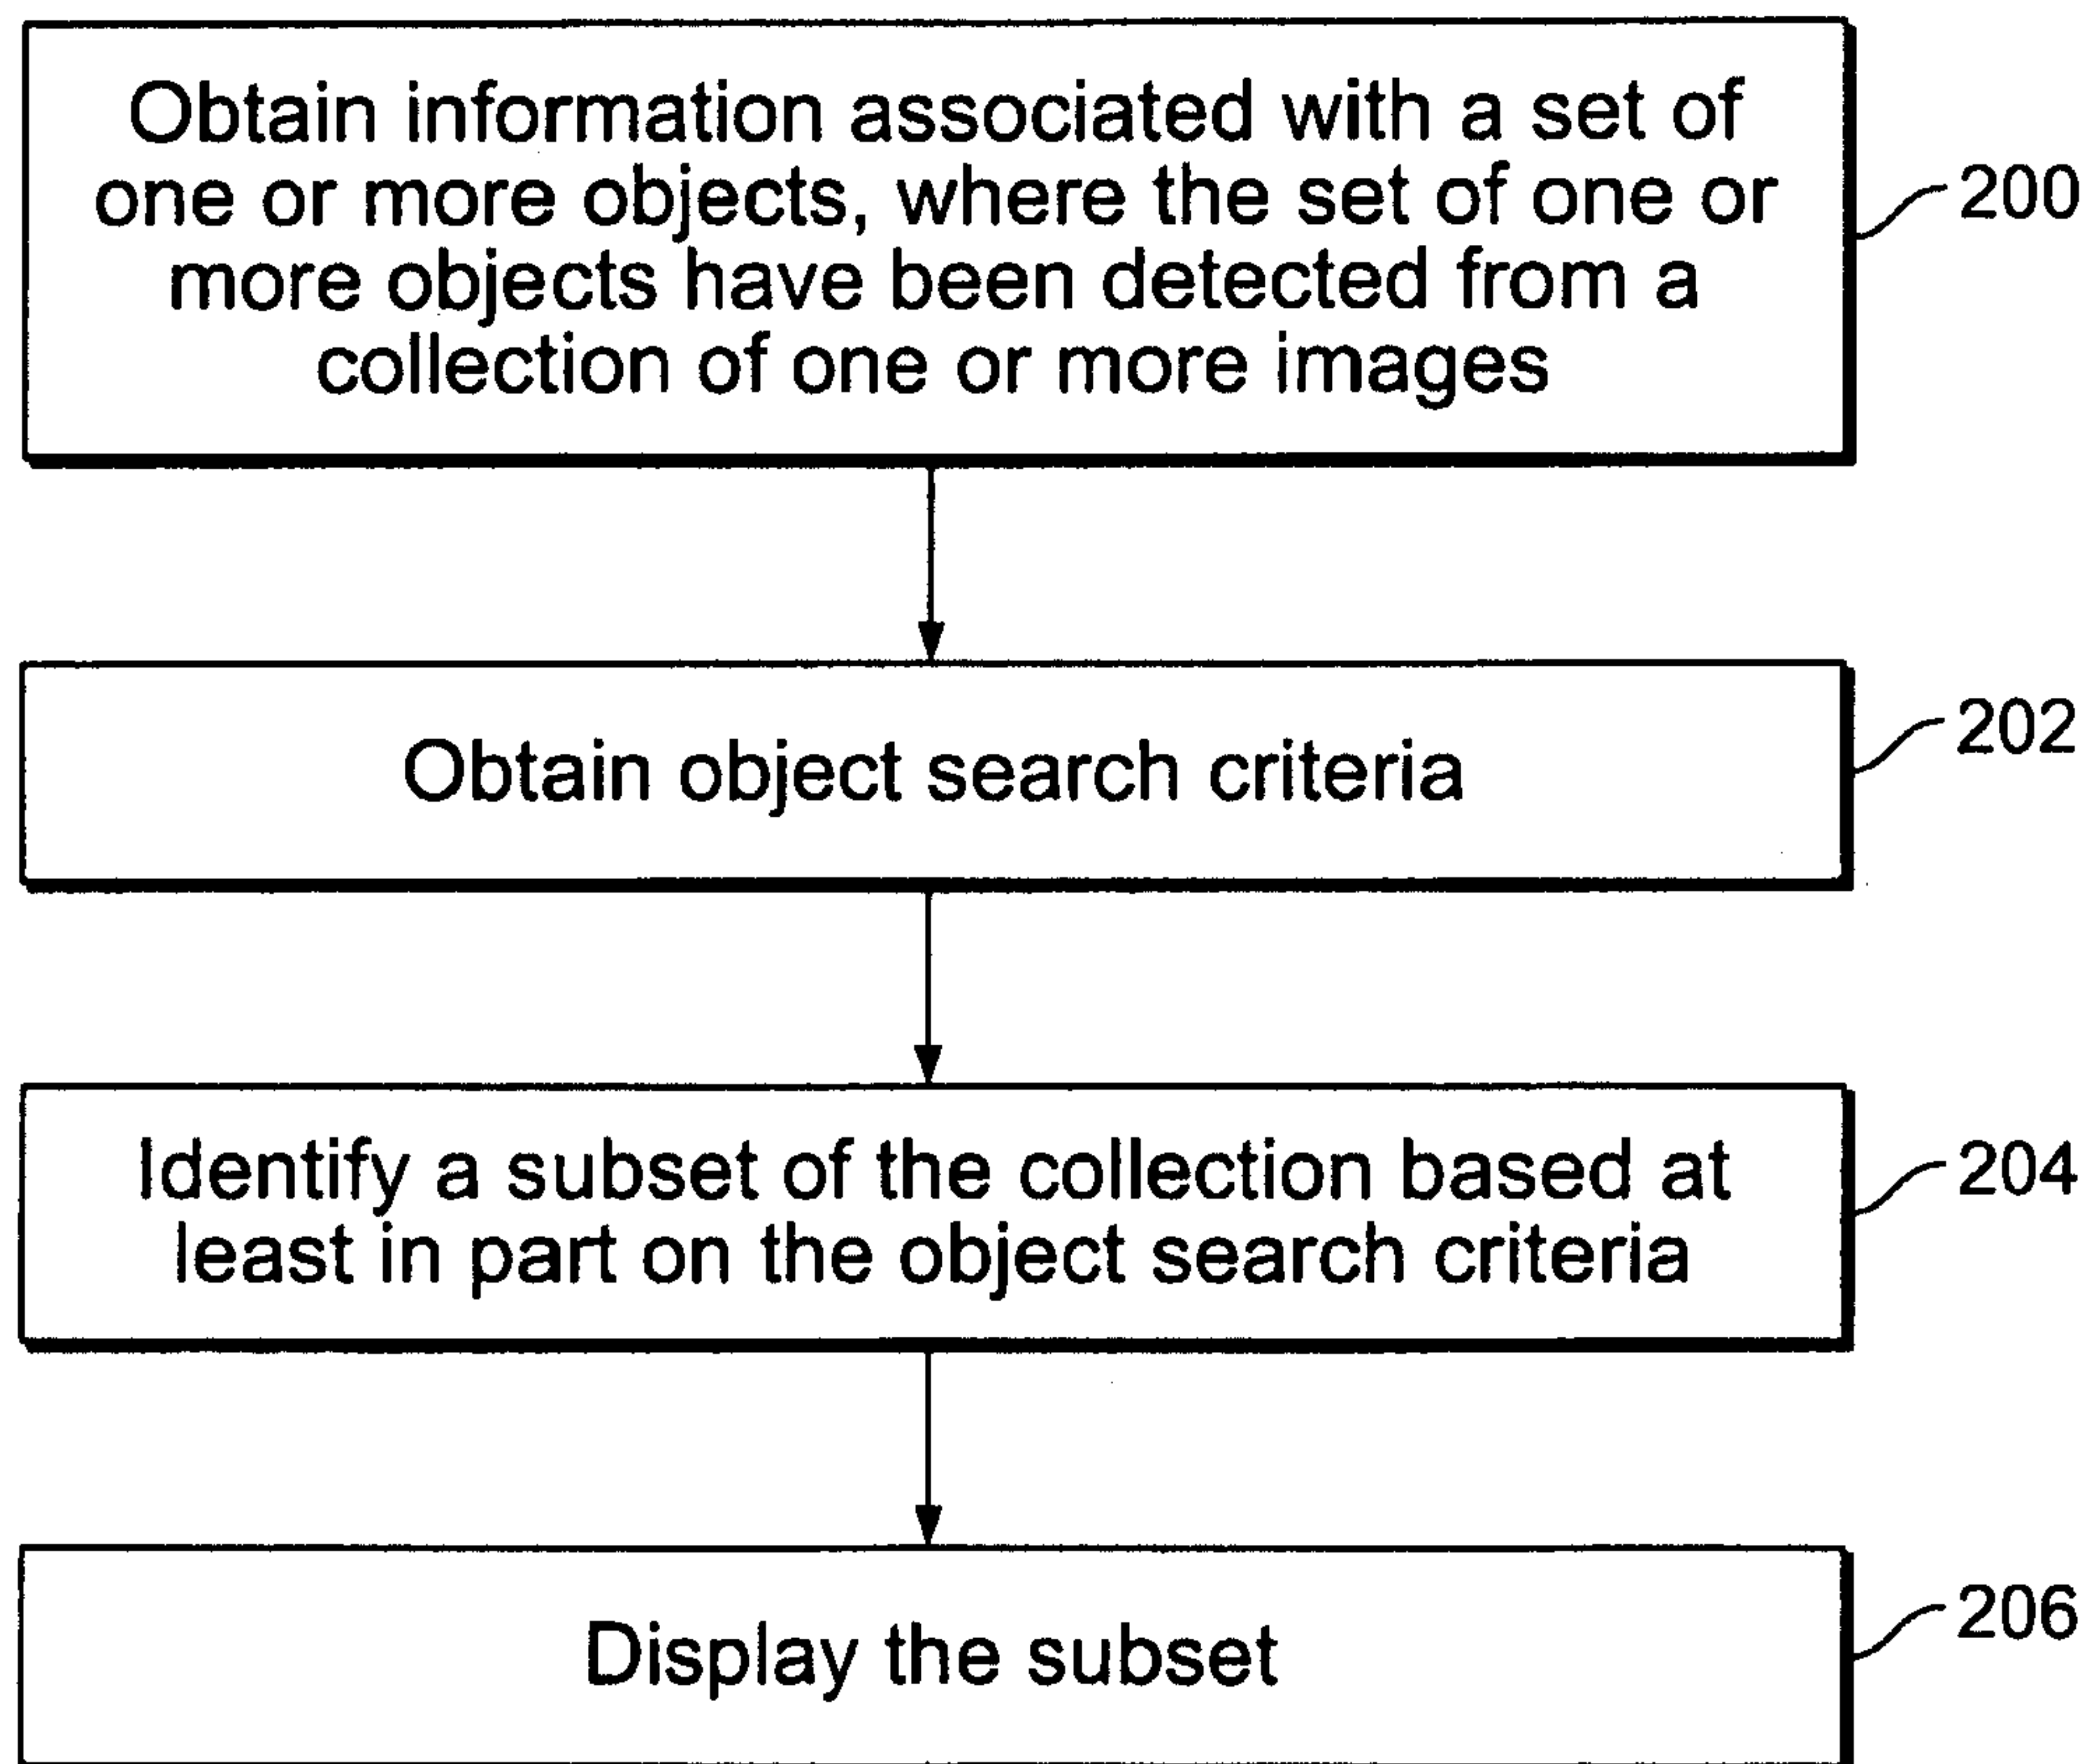 Obtain information associated with a set of
one or more objects, where the set of one or
more objects have been detected from a
collection of one or more images
200
Obtain object search criteria
202
Identify a subset of the collection based at
least in part on the object search criteria
204
Display the subset
206